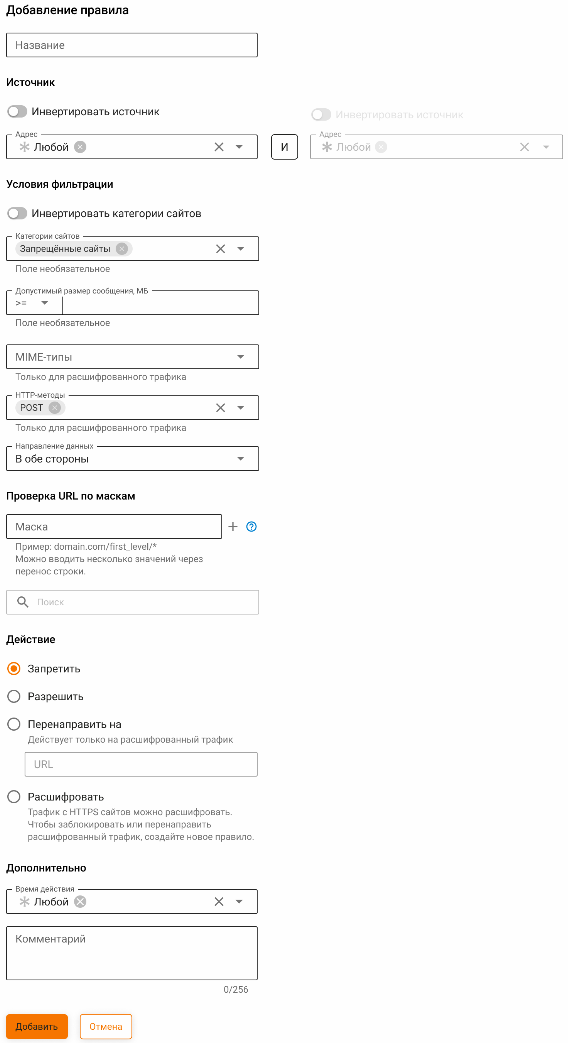 Добавление правила
Название
Источник
Инвертировать источник
Инвертировать источник
Адрес
Любой
И
Адрес
Любой
Условия фильтрации
Инвертировать категории сайтов
Категории сайтов
Запрещённые сайты
Поле необязательное
Допустимый размер сообщения, МБ
>=
Поле необязательное
MIME-типы
Только для расшифрованного трафика
HTTP-методы
POST
Только для расшифрованного трафика
Направление данных
В обе стороны
Проверка URL по маскам
Маска
Пример: domain.com/first_level/*
Можно вводить несколько значений через
перенос строки.
Поиск
Действие
Запретить
Разрешить
Перенаправить на
Действует только на расшифрованный трафик
URL
Расшифровать
Трафик с HTTPS сайтов можно расшифровать.
Чтобы заблокировать или перенаправить
расшифрованный трафик, создайте новое правило.
Дополнительно
Время действия
Любой
Комментарий
0/256
Добавить
Отмена